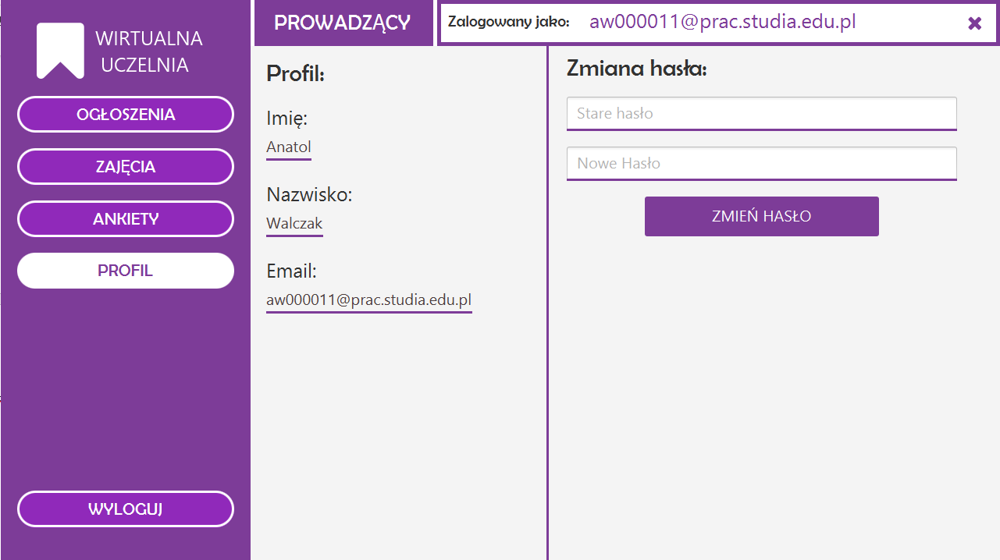 WIRTUALNA
UCZELNIA
OGŁOSZENIA
ZAJĘCIA
ANKIETY
PROFIL
WYLOGUJ
PROWADZĄCY
Zalogowany jako: aw000011@prac.studia.edu.pl
Profil:
Imię:
Anatol
Nazwisko:
Walczak
Email:
aw000011@prac.studia.edu.pl
Zmiana hasła:
Stare hasło
Nowe Hasło
ZMIEŃ HASŁO